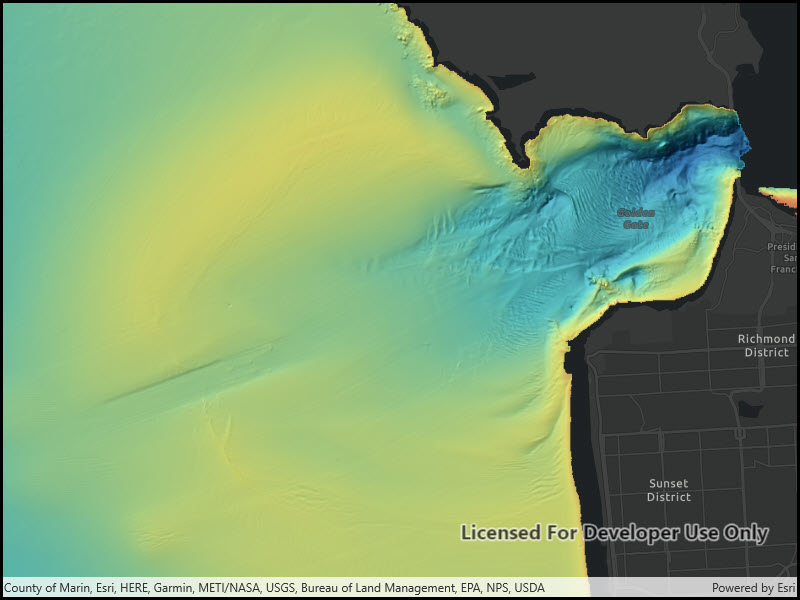 Golden
Gate
Presid
San
Franc
Richmond
District
Sunset
District
Licensed For Developer Use Only
County of Marin, Esri, HERE, Garmin, METI/NASA, USGS, Bureau of Land Management, EPA, NPS, USDA
Powered by Esri